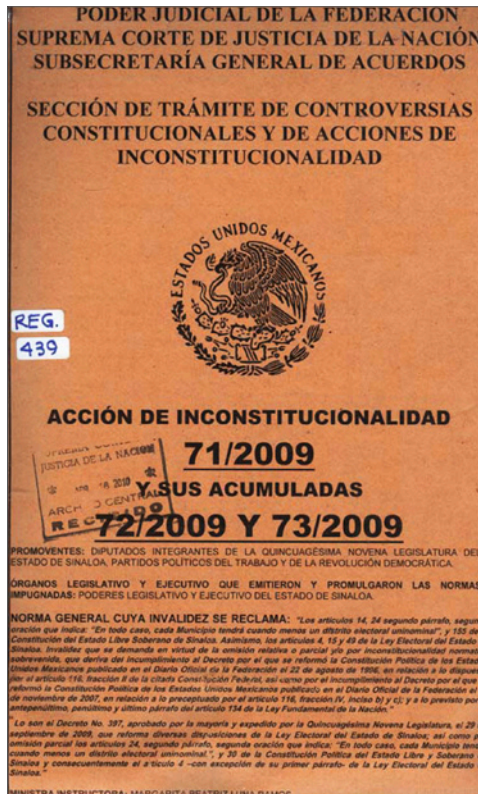 PODER JUDICIAL DE LA FEDERACIÓN
SUPREMA CORTE DE JUSTICIA DE LA NACIÓN
SUBSECRETARÍA GENERAL DE ACUERDOS
SECCIÓN DE TRÁMITE DE CONTROVERSIAS
CONSTITUCIONALES Y DE ACCIONES DE
INCONSTITUCIONALIDAD
ESTADOS UNIDOS MEXICANOS
REG.
439
ACCIÓN DE INCONSTITUCIONALIDAD
71/2009
Y SUS ACUMULADAS
72/2009 Y 73/2009
JUSTICIA DE LA NACION
2010
ARCHIVO CENTRAL
RECIBIDO
PROMOVENTES: DIPUTADOS INTEGRANTES DE LA QUINCUAGÉSIMA NOVENA LEGISLATURA DEL
ESTADO DE SINALOA, PARTIDOS POLÍTICOS DEL TRABAJO Y DE LA REVOLUCIÓN DEMOCRÁTICA.
ÓRGANOS LEGISLATIVO Y EJECUTIVO QUE EMITIERON Y PROMULGARON LAS NORMAS
IMPUGNADAS: PODERES LEGISLATIVO Y EJECUTIVO DEL ESTADO DE SINALOA.
NORMA GENERAL CUYA INVALIDEZ SE RECLAMA: "Los artículos 14, 24 segundo párrafo, segun
oración que indica: "En todo caso, cada Municipio tendrá cuando menos un distrito electoral uninominal", y 155 de
Constitución del Estado Libre Soberano de Sinaloa. Asimismo, los artículos 4, 15 y 49 de la Ley Electoral del Estado
Sinaloa. Invalidez que se demanda en virtud de la omisión relativa o parcial y/o por inconstitucionalidad mater
sobrevenida, que deriva del incumplimiento al Decreto por el que se reformó la Constitución Política de los Estad
Unidos Mexicanos publicado en el Diario Oficial de la Federación el 22 de agosto de 1996, en relación a lo dispues
por el artículo 116, fracción II de la citada Constitución Federal, así como por el incumplimiento al Decreto por el que
reformó la Constitución Política de los Estados Unidos Mexicanos publicado en el Diario Oficial de la Federación el
de noviembre de 2007, en relación a lo preceptuado por el artículo 116, fracción IV, inciso b) y c); y a lo previsto por
antepenúltimo, penúltimo y último párrafo del artículo 134 de la Ley Fundamental de la Nación."
"Lo son el Decreto No. 397, aprobado por la mayoría y expedido por la Quincuagésima Novena Legislatura, el 29
septiembre de 2009, que reforma diversas disposiciones de la Ley Electoral del Estado de Sinaloa; así como p
omisión parcial los artículos 24, segundo párrafo, segunda oración que indica: "En todo caso, cada Municipio tend
cuando menos un distrito electoral uninominal.", y 30 de la Constitución Política del Estado Libre y Soberano
Sinaloa y consecuentemente el artículo 4 –con excepción de su primer párrafo- de la Ley Electoral del Estado
Sinaloa."
MINISTRA INSTRUCTORA: MARGARITA BEATRIZ LUNA RAMOS